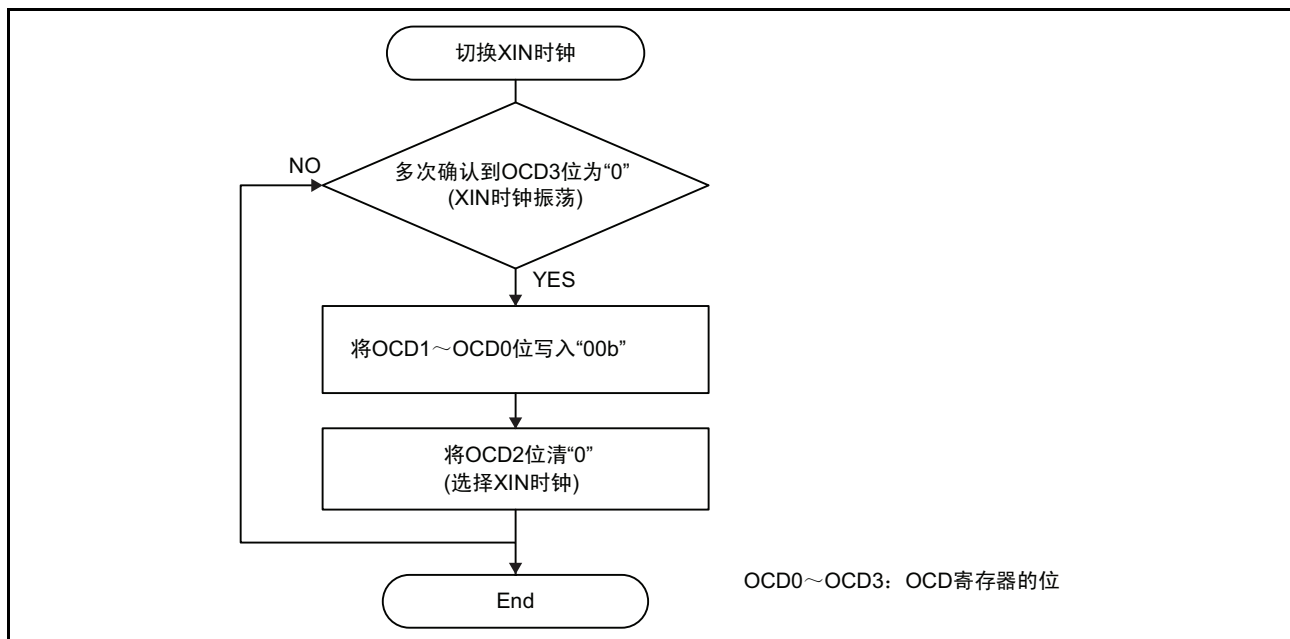 切换XIN时钟
NO
多次确认到OCD3位为“0”
(XIN时钟振荡)
YES
将OCD1～OCD0位写入“00b”
将OCD2位清“0”
(选择XIN时钟)
OCD0～OCD3：OCD寄存器的位
End